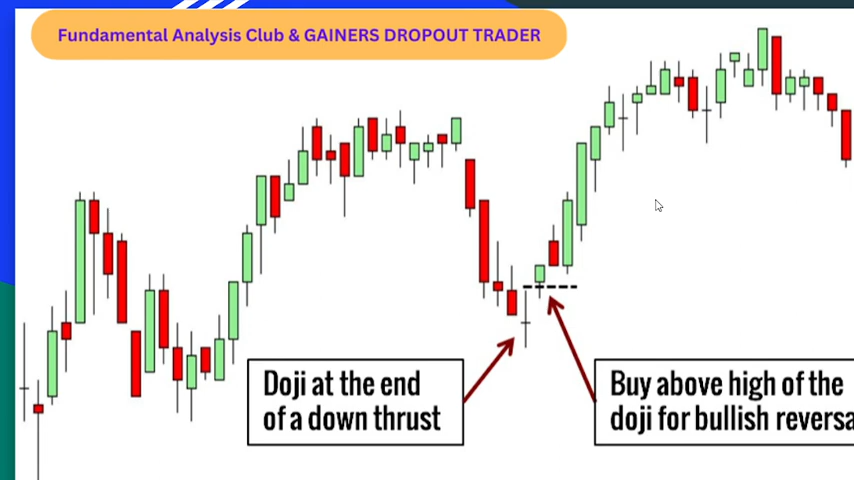 Fundamental Analysis Club & GAINERS DROPOUT TRADER
Doji at the end
of a down thrust
Buy above high of the
doji for bullish reversa